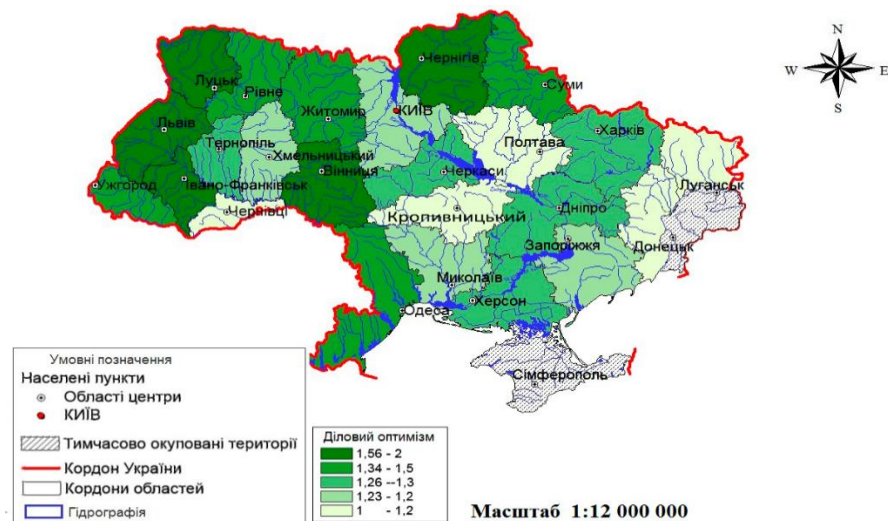 N
W E
S
Чернігів
Луцьк
Рівне
Суми
Житомир
КИЇВ
Львів
Харків
Тернопіль
Полтава
Хмельницький
Вінниця
Черкаси
Ужгород
Івано-Франківськ
Луганськ
Чернівці
Кропивницький
Дніпро
Запоріжжя
Донецьк
Миколаїв
Херсон
Одеса
Сімферополь
Умовні позначення
Населені пункти
Області центри
КИЇВ
Тимчасово окуповані території
Кордон України
Кордони областей
Гідрографія
Діловий оптимізм
1,56 - 2
1,34 - 1,5
1,26 --1,3
1,23 - 1,2
1 - 1,2
Масштаб 1:12 000 000